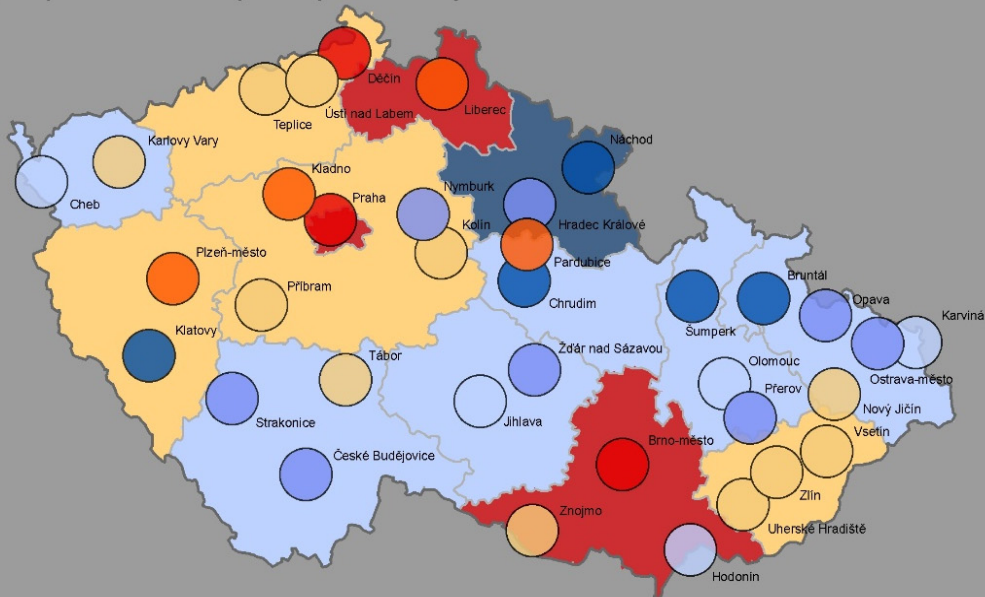 Děčín
Liberec
Ústí nad Labem
Teplice
Karlovy Vary
Náchod
Kladno
Nymburk
Praha
Cheb
Kolín
Hradec Králové
Plzeň-město
Pardubice
Bruntál
Příbram
Chrudim
Opava
Karviná
Klatovy
Šumperk
Tábor
Žďár nad Sázavou
Olomouc
Ostrava-město
Přerov
Nový Jičín
Strakonice
Jihlava
Vsetín
Brno-město
České Budějovice
Zlín
Znojmo
Uherské Hradiště
Hodonín